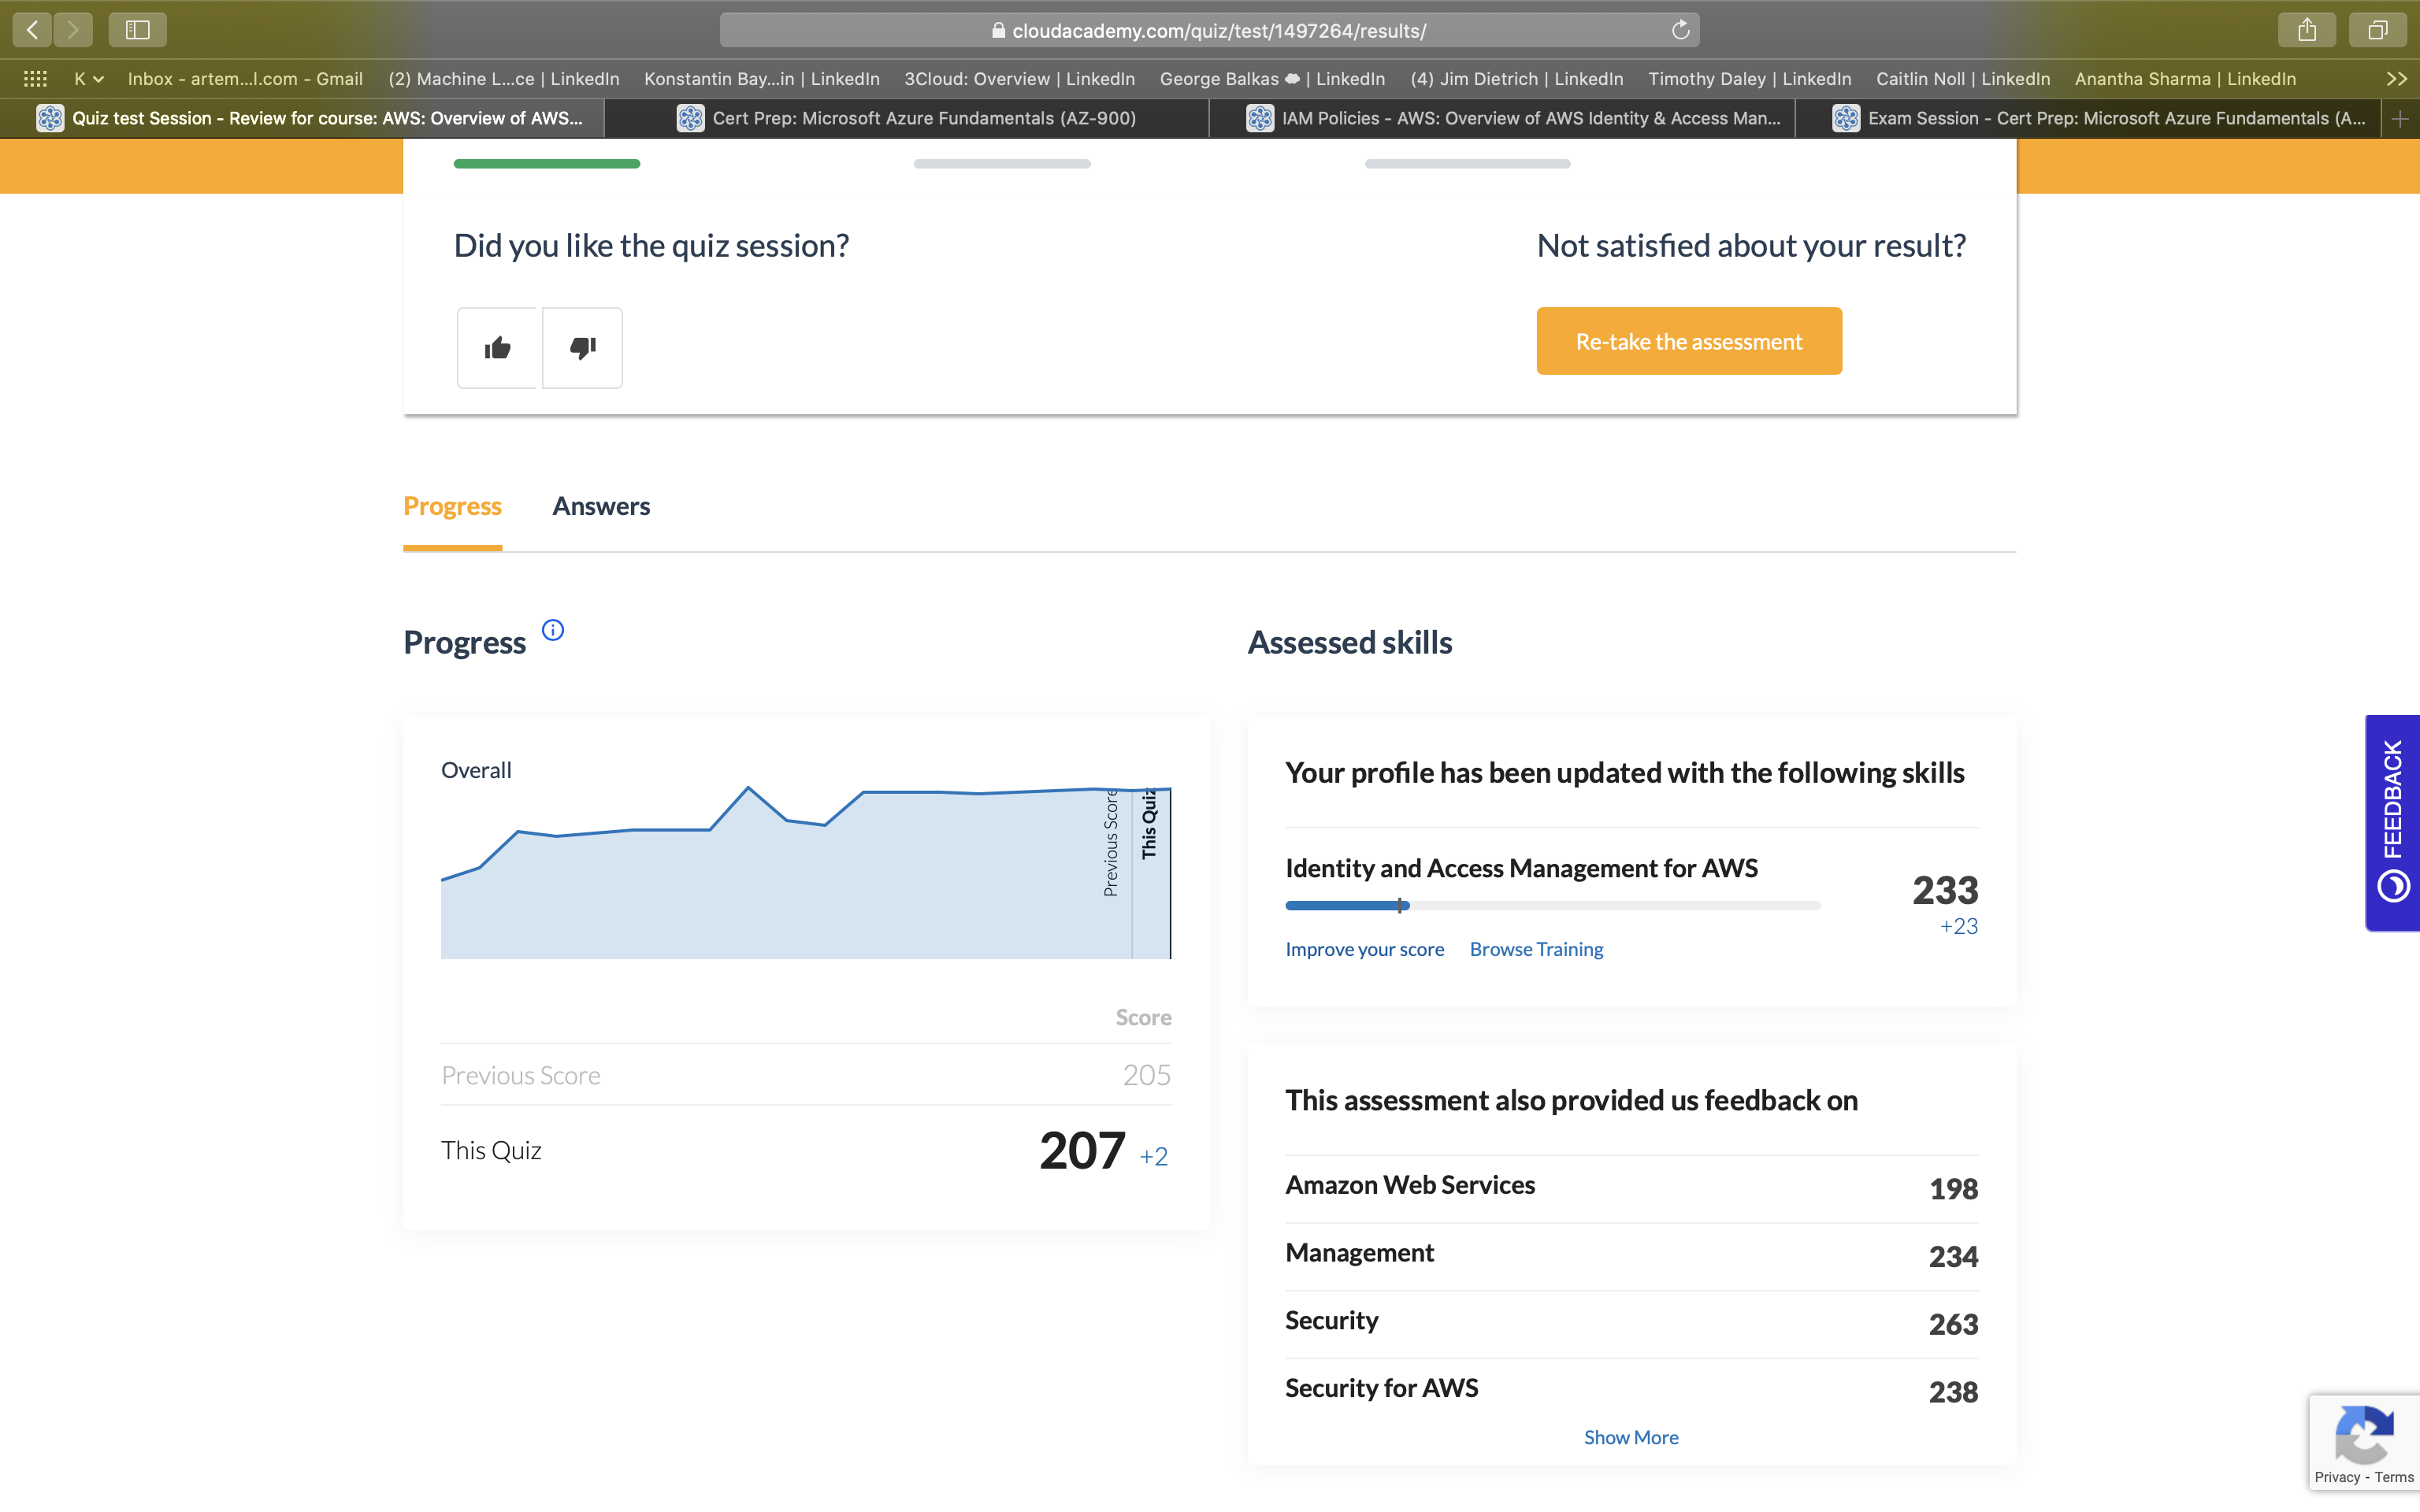 cloudacademy.com/quiz/test/1497264/results/
K
Inbox - artem...l.com - Gmail
(2) Machine L...ce | LinkedIn
Konstantin Bay...in | LinkedIn
3Cloud: Overview | LinkedIn
George Balkas | LinkedIn
(4) Jim Dietrich | LinkedIn
Timothy Daley | LinkedIn
Caitlin Noll | LinkedIn
Anantha Sharma | LinkedIn
Quiz test Session - Review for course: AWS: Overview of AWS...
Cert Prep: Microsoft Azure Fundamentals (AZ-900)
IAM Policies - AWS: Overview of AWS Identity & Access Man...
Exam Session - Cert Prep: Microsoft Azure Fundamentals (A...
Did you like the quiz session?
Not satisfied about your result?
Re-take the assessment
Progress
Answers
Progress
Overall
Previous Score
This Quiz
Score
Previous Score 205
This Quiz 207 +2
Assessed skills
Your profile has been updated with the following skills
Identity and Access Management for AWS
233
+23
Improve your score
Browse Training
This assessment also provided us feedback on
Amazon Web Services 198
Management 234
Security 263
Security for AWS 238
Show More
FEEDBACK
Privacy - Terms